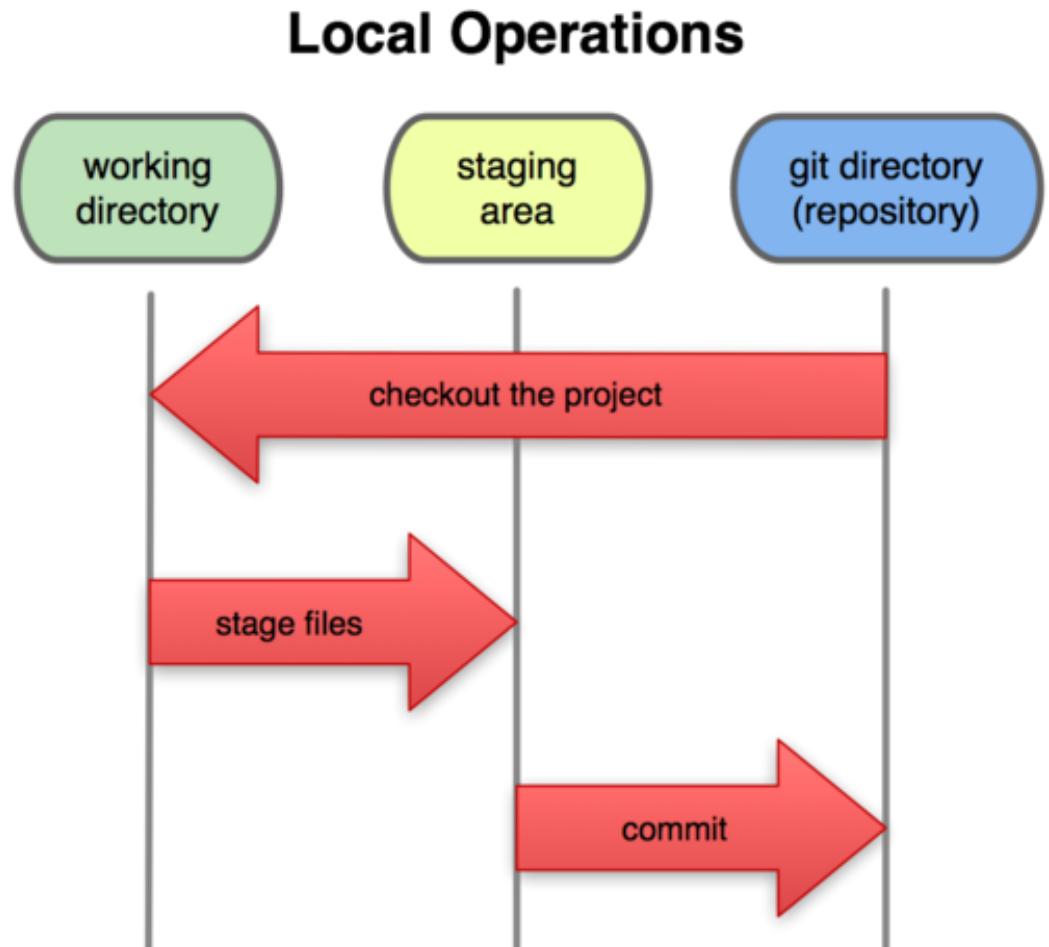 Local Operations
working
directory
staging
area
git directory
(repository)
checkout the project
stage files
commit